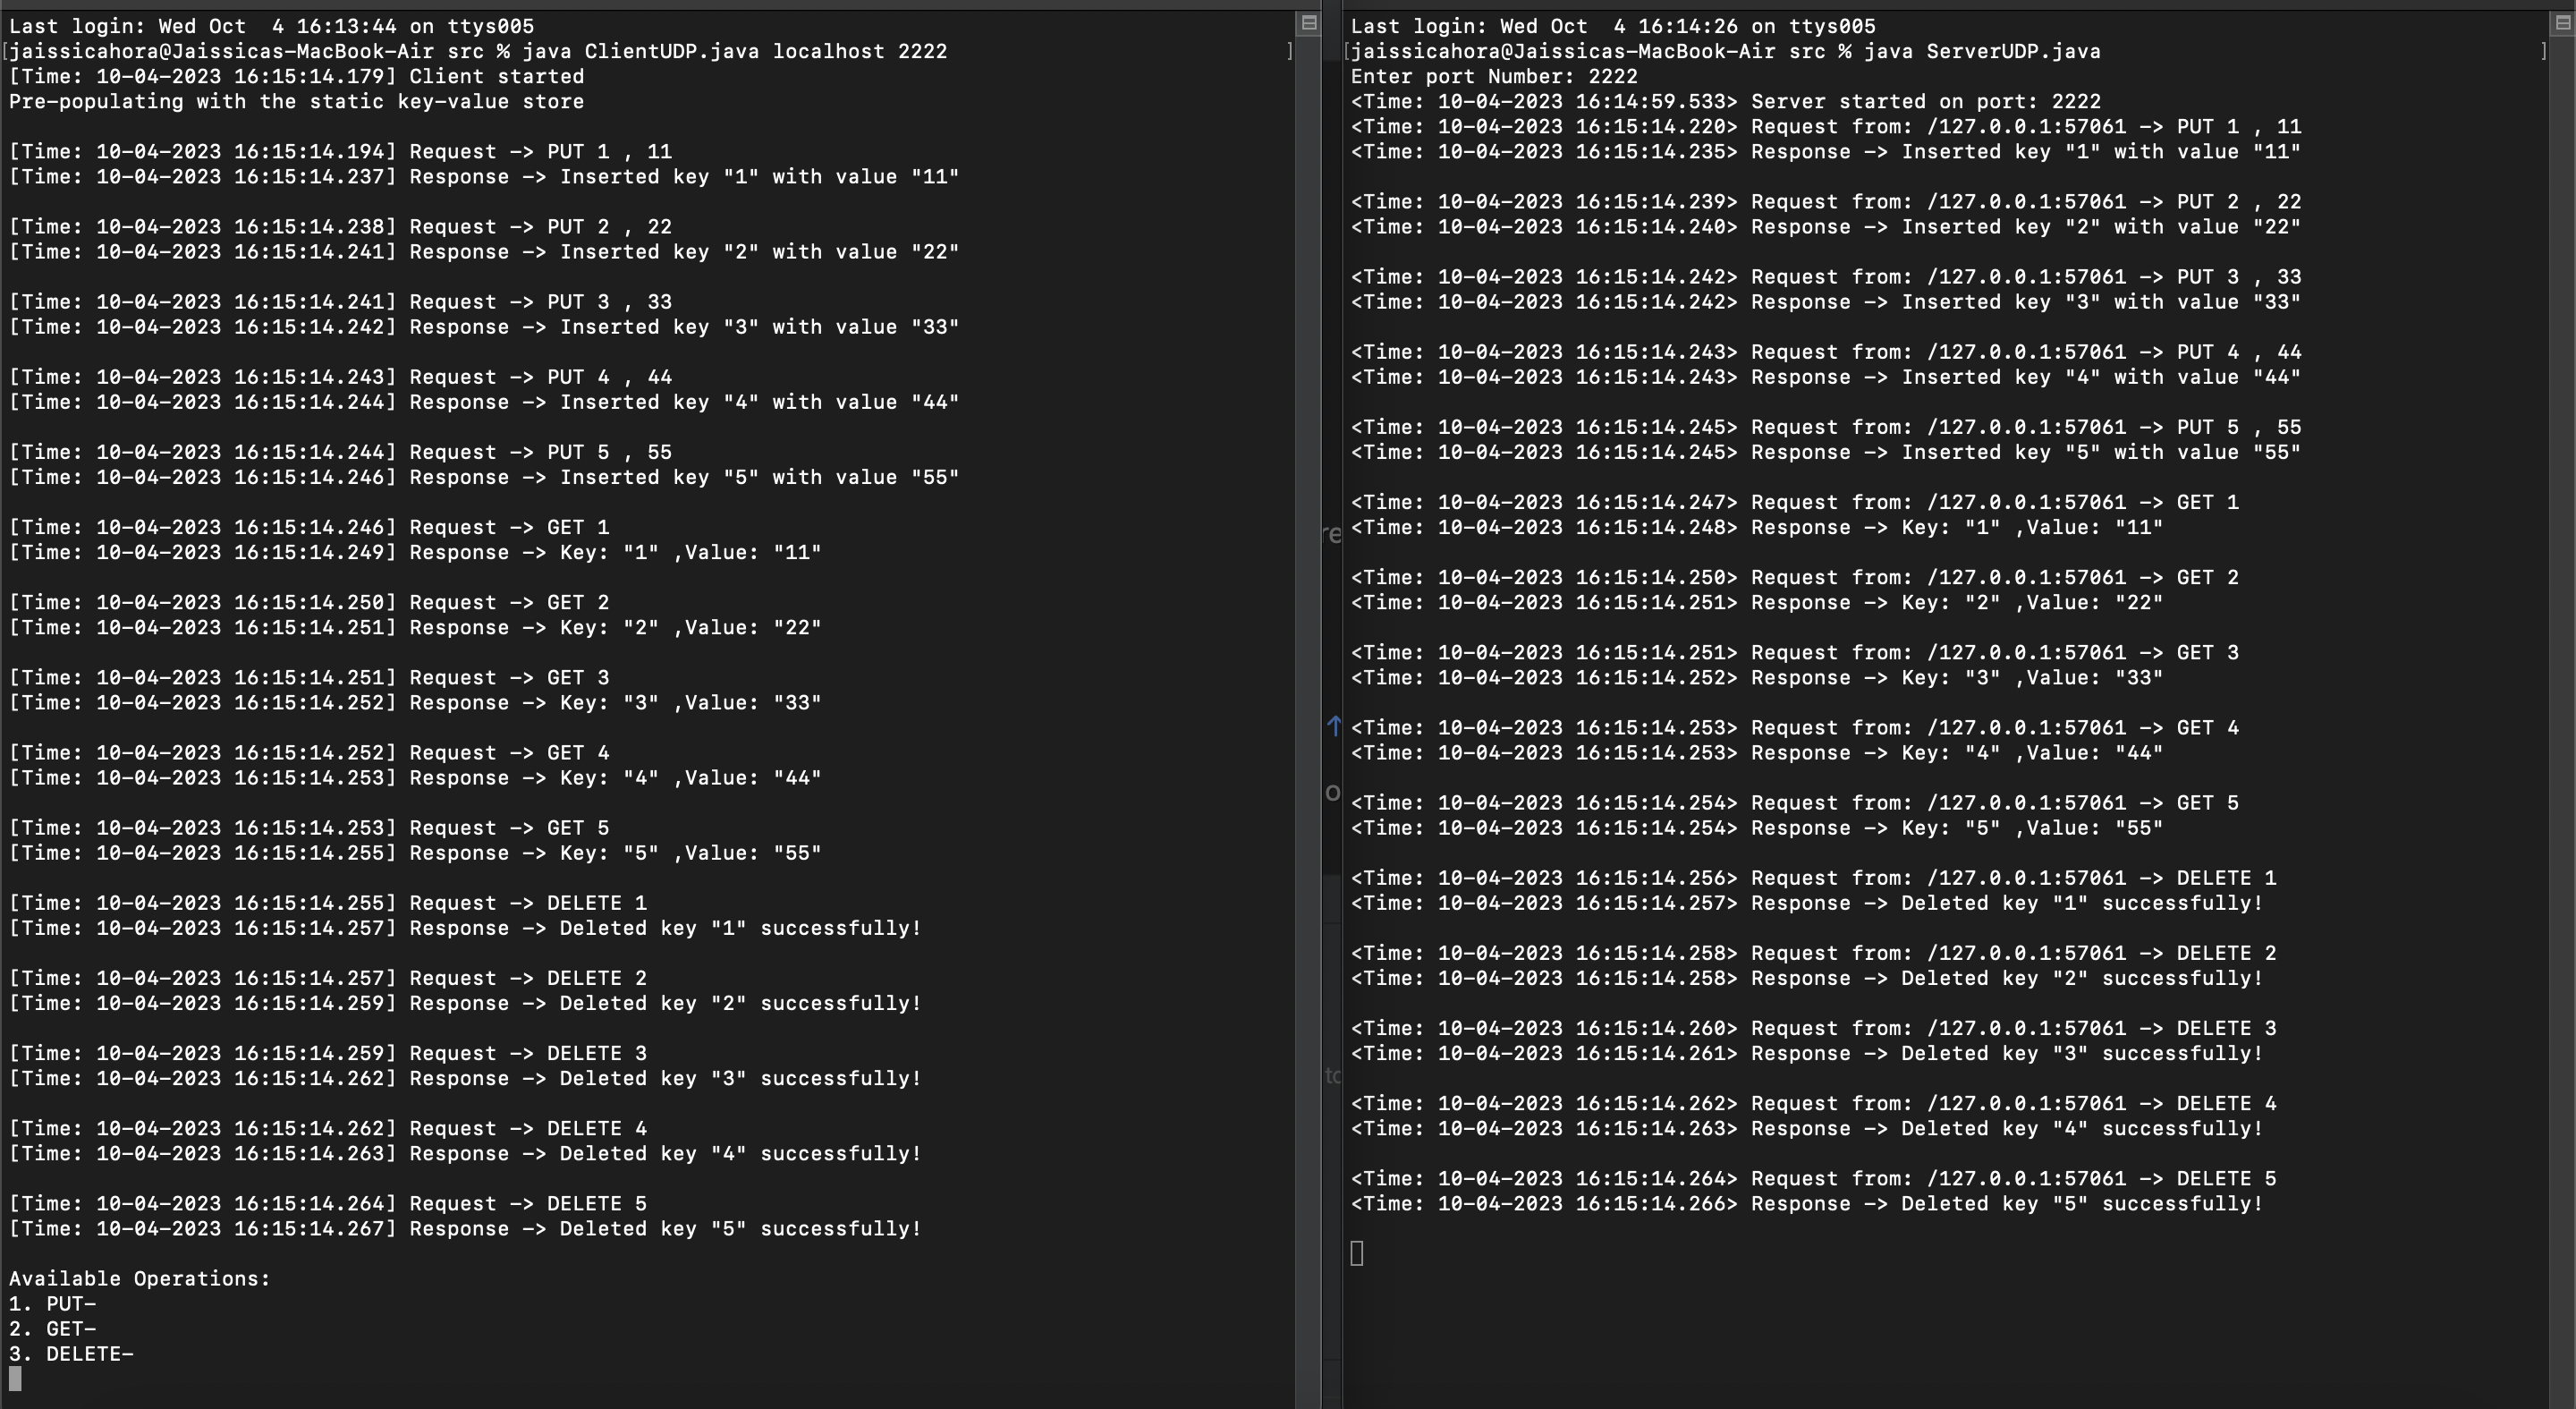 Last login: Wed Oct  4 16:13:44 on ttys005
[jaissicahora@Jaissicas-MacBook-Air src % java ClientUDP.java localhost 2222 ]
[Time: 10-04-2023 16:15:14.179] Client started
Pre-populating with the static key-value store
[Time: 10-04-2023 16:15:14.194] Request -> PUT 1 , 11
[Time: 10-04-2023 16:15:14.237] Response -> Inserted key "1" with value "11"
[Time: 10-04-2023 16:15:14.238] Request -> PUT 2 , 22
[Time: 10-04-2023 16:15:14.241] Response -> Inserted key "2" with value "22"
[Time: 10-04-2023 16:15:14.241] Request -> PUT 3 , 33
[Time: 10-04-2023 16:15:14.242] Response -> Inserted key "3" with value "33"
[Time: 10-04-2023 16:15:14.243] Request -> PUT 4 , 44
[Time: 10-04-2023 16:15:14.244] Response -> Inserted key "4" with value "44"
[Time: 10-04-2023 16:15:14.244] Request -> PUT 5 , 55
[Time: 10-04-2023 16:15:14.246] Response -> Inserted key "5" with value "55"
[Time: 10-04-2023 16:15:14.246] Request -> GET 1
[Time: 10-04-2023 16:15:14.249] Response -> Key: "1" ,Value: "11"
[Time: 10-04-2023 16:15:14.250] Request -> GET 2
[Time: 10-04-2023 16:15:14.251] Response -> Key: "2" ,Value: "22"
[Time: 10-04-2023 16:15:14.251] Request -> GET 3
[Time: 10-04-2023 16:15:14.252] Response -> Key: "3" ,Value: "33"
[Time: 10-04-2023 16:15:14.252] Request -> GET 4
[Time: 10-04-2023 16:15:14.253] Response -> Key: "4" ,Value: "44"
[Time: 10-04-2023 16:15:14.253] Request -> GET 5
[Time: 10-04-2023 16:15:14.255] Response -> Key: "5" ,Value: "55"
[Time: 10-04-2023 16:15:14.255] Request -> DELETE 1
[Time: 10-04-2023 16:15:14.257] Response -> Deleted key "1" successfully!
[Time: 10-04-2023 16:15:14.257] Request -> DELETE 2
[Time: 10-04-2023 16:15:14.259] Response -> Deleted key "2" successfully!
[Time: 10-04-2023 16:15:14.259] Request -> DELETE 3
[Time: 10-04-2023 16:15:14.262] Response -> Deleted key "3" successfully!
[Time: 10-04-2023 16:15:14.262] Request -> DELETE 4
[Time: 10-04-2023 16:15:14.263] Response -> Deleted key "4" successfully!
[Time: 10-04-2023 16:15:14.264] Request -> DELETE 5
[Time: 10-04-2023 16:15:14.267] Response -> Deleted key "5" successfully!
Available Operations:
1. PUT-
2. GET-
3. DELETE-
re
↑
o
to
Last login: Wed Oct  4 16:14:26 on ttys005
[jaissicahora@Jaissicas-MacBook-Air src % java ServerUDP.java ]
Enter port Number: 2222
<Time: 10-04-2023 16:14:59.533> Server started on port: 2222
<Time: 10-04-2023 16:15:14.220> Request from: /127.0.0.1:57061 -> PUT 1 , 11
<Time: 10-04-2023 16:15:14.235> Response -> Inserted key "1" with value "11"
<Time: 10-04-2023 16:15:14.239> Request from: /127.0.0.1:57061 -> PUT 2 , 22
<Time: 10-04-2023 16:15:14.240> Response -> Inserted key "2" with value "22"
<Time: 10-04-2023 16:15:14.242> Request from: /127.0.0.1:57061 -> PUT 3 , 33
<Time: 10-04-2023 16:15:14.242> Response -> Inserted key "3" with value "33"
<Time: 10-04-2023 16:15:14.243> Request from: /127.0.0.1:57061 -> PUT 4 , 44
<Time: 10-04-2023 16:15:14.243> Response -> Inserted key "4" with value "44"
<Time: 10-04-2023 16:15:14.245> Request from: /127.0.0.1:57061 -> PUT 5 , 55
<Time: 10-04-2023 16:15:14.245> Response -> Inserted key "5" with value "55"
<Time: 10-04-2023 16:15:14.247> Request from: /127.0.0.1:57061 -> GET 1
<Time: 10-04-2023 16:15:14.248> Response -> Key: "1" ,Value: "11"
<Time: 10-04-2023 16:15:14.250> Request from: /127.0.0.1:57061 -> GET 2
<Time: 10-04-2023 16:15:14.251> Response -> Key: "2" ,Value: "22"
<Time: 10-04-2023 16:15:14.251> Request from: /127.0.0.1:57061 -> GET 3
<Time: 10-04-2023 16:15:14.252> Response -> Key: "3" ,Value: "33"
<Time: 10-04-2023 16:15:14.253> Request from: /127.0.0.1:57061 -> GET 4
<Time: 10-04-2023 16:15:14.253> Response -> Key: "4" ,Value: "44"
<Time: 10-04-2023 16:15:14.254> Request from: /127.0.0.1:57061 -> GET 5
<Time: 10-04-2023 16:15:14.254> Response -> Key: "5" ,Value: "55"
<Time: 10-04-2023 16:15:14.256> Request from: /127.0.0.1:57061 -> DELETE 1
<Time: 10-04-2023 16:15:14.257> Response -> Deleted key "1" successfully!
<Time: 10-04-2023 16:15:14.258> Request from: /127.0.0.1:57061 -> DELETE 2
<Time: 10-04-2023 16:15:14.258> Response -> Deleted key "2" successfully!
<Time: 10-04-2023 16:15:14.260> Request from: /127.0.0.1:57061 -> DELETE 3
<Time: 10-04-2023 16:15:14.261> Response -> Deleted key "3" successfully!
<Time: 10-04-2023 16:15:14.262> Request from: /127.0.0.1:57061 -> DELETE 4
<Time: 10-04-2023 16:15:14.263> Response -> Deleted key "4" successfully!
<Time: 10-04-2023 16:15:14.264> Request from: /127.0.0.1:57061 -> DELETE 5
<Time: 10-04-2023 16:15:14.266> Response -> Deleted key "5" successfully!